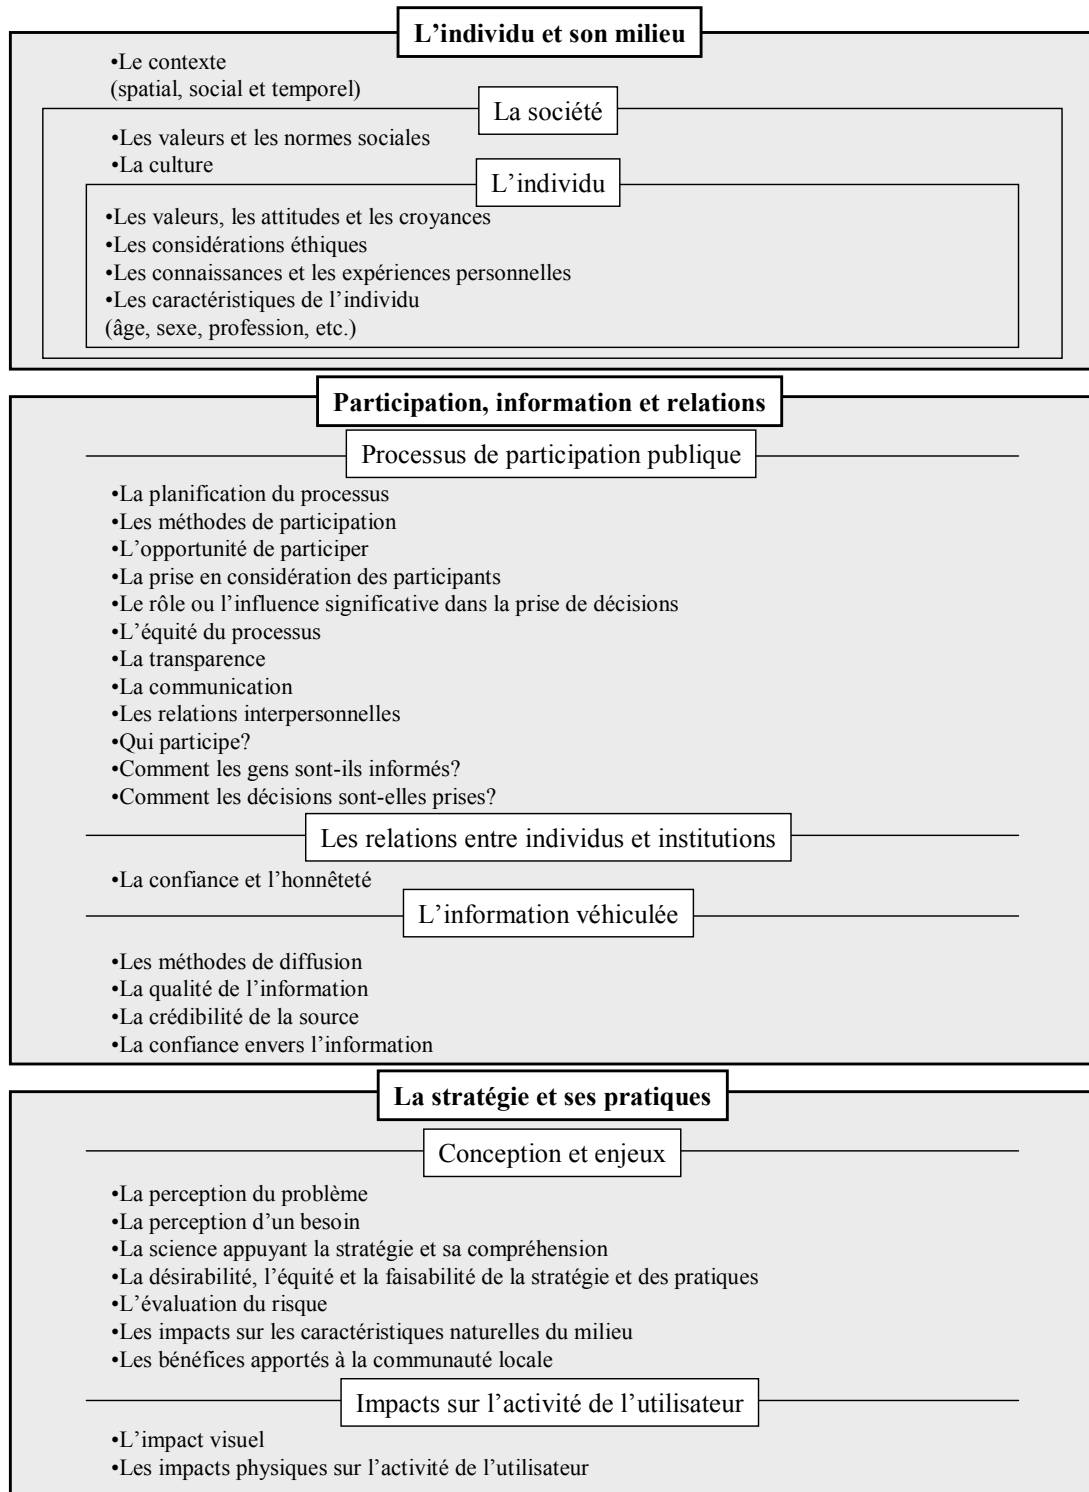 L’individu et son milieu
•Le contexte
(spatial, social et temporel)
La société
•Les valeurs et les normes sociales
•La culture
L’individu
•Les valeurs, les attitudes et les croyances
•Les considérations éthiques
•Les connaissances et les expériences personnelles
•Les caractéristiques de l’individu
(âge, sexe, profession, etc.)
Participation, information et relations
Processus de participation publique
•La planification du processus
•Les méthodes de participation
•L’opportunité de participer
•La prise en considération des participants
•Le rôle ou l’influence significative dans la prise de décisions
•L’équité du processus
•La transparence
•La communication
•Les relations interpersonnelles
•Qui participe?
•Comment les gens sont-ils informés?
•Comment les décisions sont-elles prises?
Les relations entre individus et institutions
•La confiance et l’honnêteté
L’information véhiculée
•Les méthodes de diffusion
•La qualité de l’information
•La crédibilité de la source
•La confiance envers l’information
La stratégie et ses pratiques
Conception et enjeux
•La perception du problème
•La perception d’un besoin
•La science appuyant la stratégie et sa compréhension
•La désirabilité, l’équité et la faisabilité de la stratégie et des pratiques
•L’évaluation du risque
•Les impacts sur les caractéristiques naturelles du milieu
•Les bénéfices apportés à la communauté locale
Impacts sur l’activité de l’utilisateur
•L’impact visuel
•Les impacts physiques sur l’activité de l’utilisateur